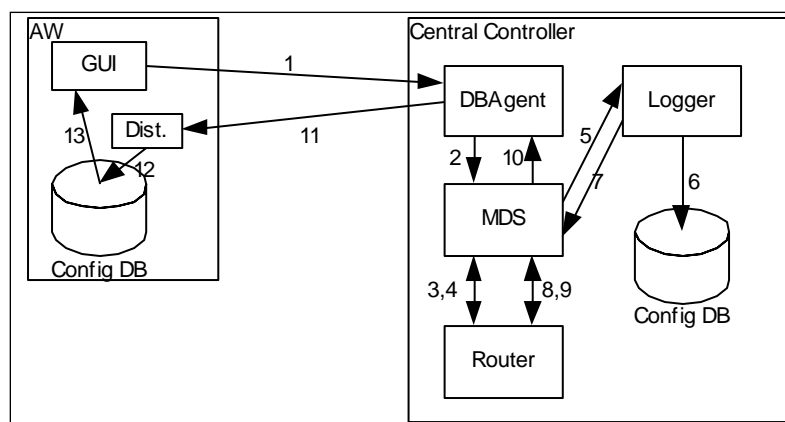 AW
Central Controller
GUI
1
DBAgent
Logger
13
Dist.
11
12
2
10
5
7
6
MDS
Config DB
3,4
8,9
Config DB
Router